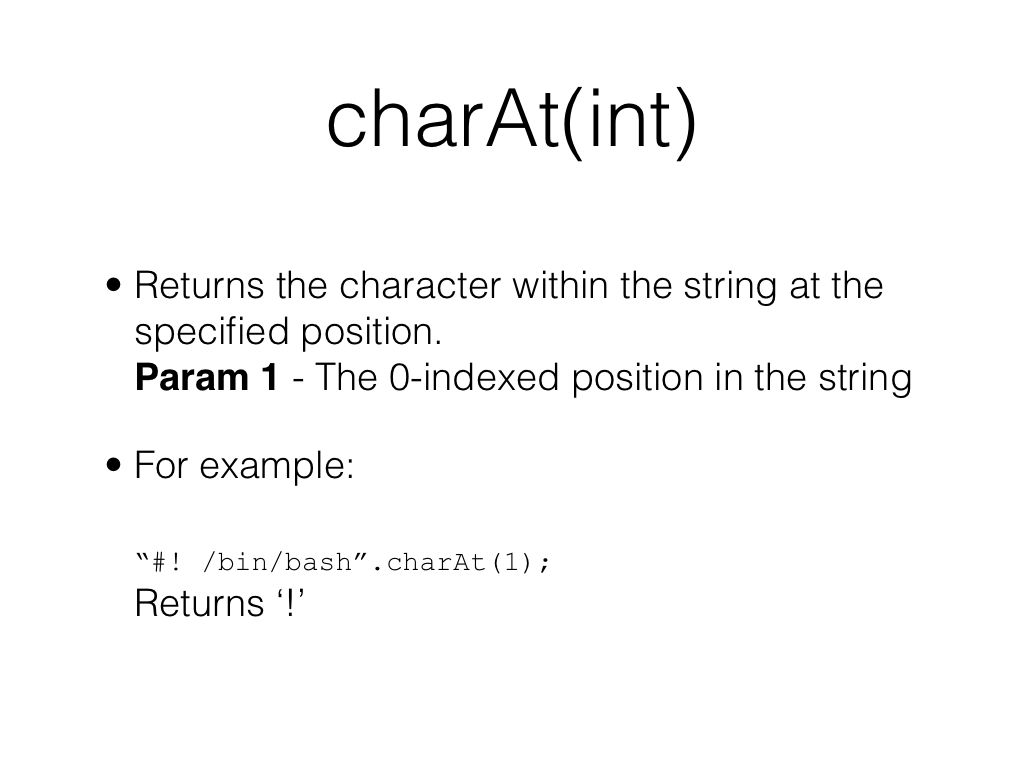 charAt(int)
• Returns the character within the string at the
specified position.
Param 1 - The 0-indexed position in the string
• For example:
“#! /bin/bash”.charAt(1);
Returns ‘!’